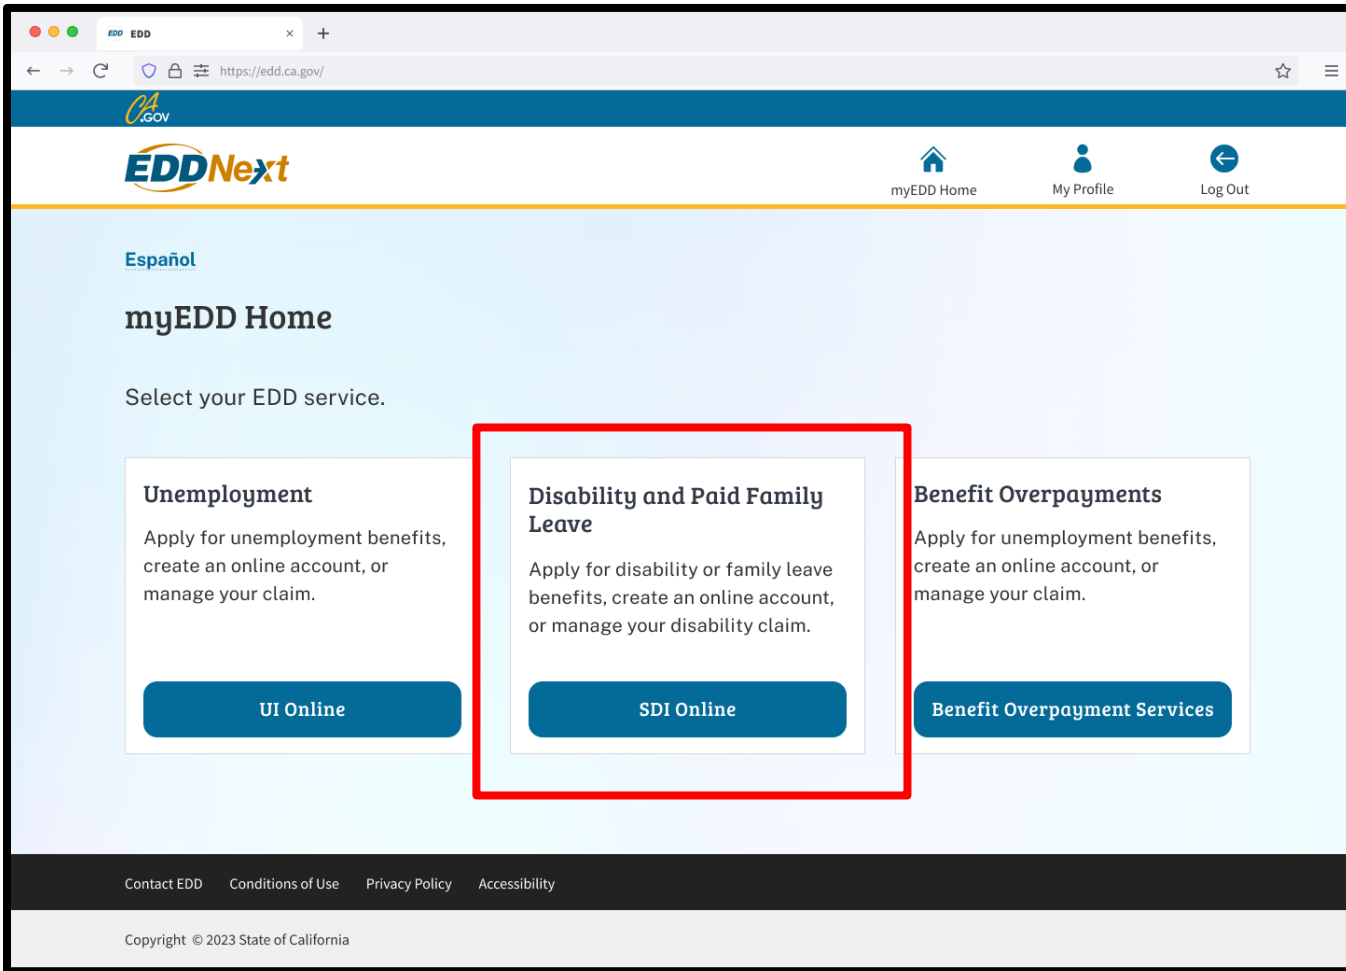 EDD EDD
https://edd.ca.gov/
CA.GOV
EDDNext
myEDD Home
My Profile
Log Out
Español
myEDD Home
Select your EDD service.
Unemployment
Apply for unemployment benefits,
create an online account, or
manage your claim.
UI Online
Disability and Paid Family
Leave
Apply for disability or family leave
benefits, create an online account,
or manage your disability claim.
SDI Online
Benefit Overpayments
Apply for unemployment benefits,
create an online account, or
manage your claim.
Benefit Overpayment Services
Contact EDD Conditions of Use Privacy Policy Accessibility
Copyright © 2023 State of California